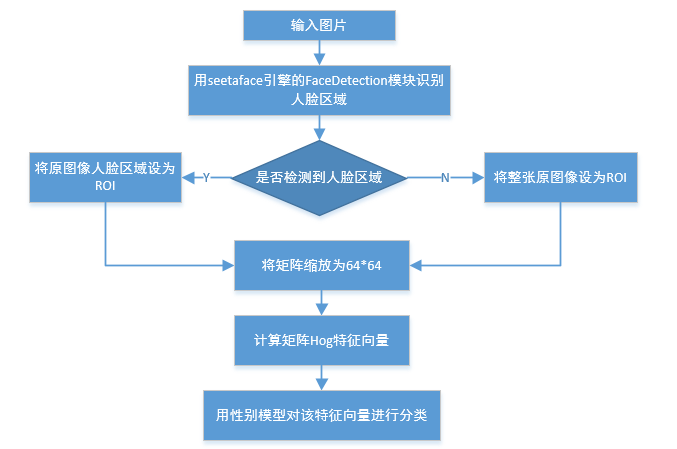 输入图片
用seetaface引擎的FaceDetection模块识别
人脸区域
将原图像人脸区域设为
ROI
Y
是否检测到人脸区域
N
将整张原图像设为ROI
将矩阵缩放为64*64
计算矩阵Hog特征向量
用性别模型对该特征向量进行分类